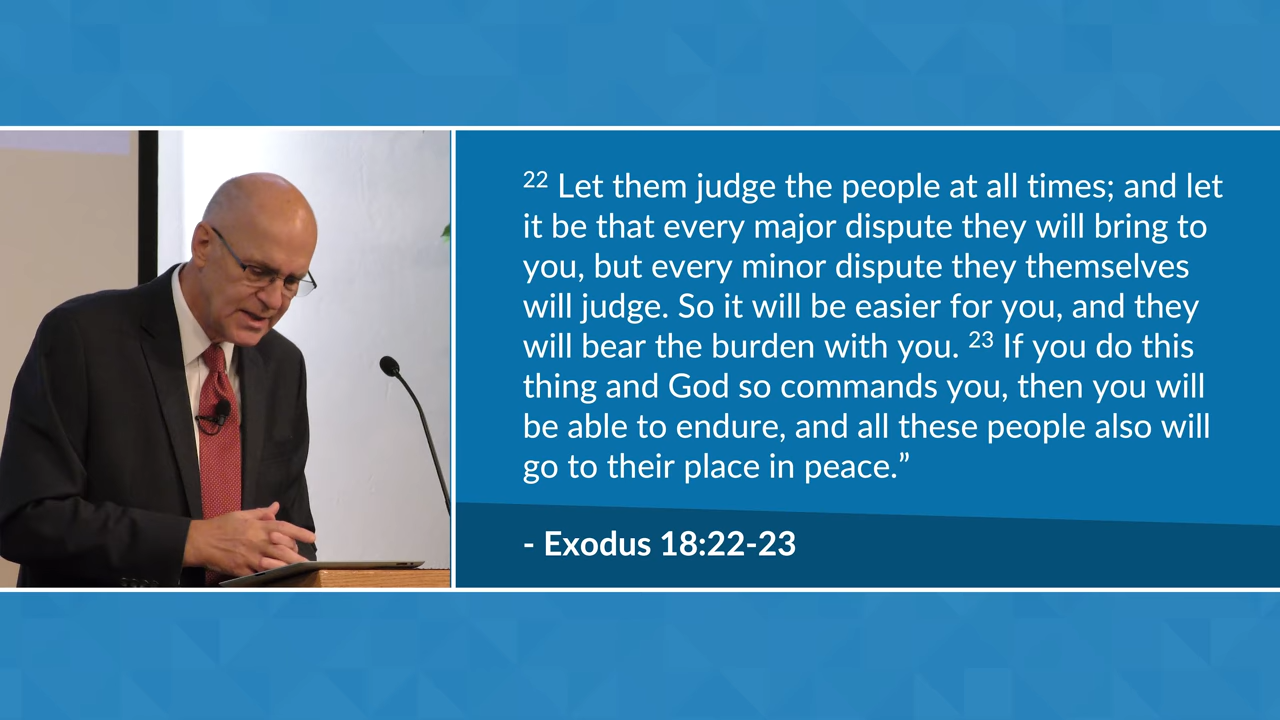 22 Let them judge the people at all times; and let
it be that every major dispute they will bring to
you, but every minor dispute they themselves
will judge. So it will be easier for you, and they
will bear the burden with you. 23 If you do this
thing and God so commands you, then you will
be able to endure, and all these people also will
go to their place in peace.”
- Exodus 18:22-23